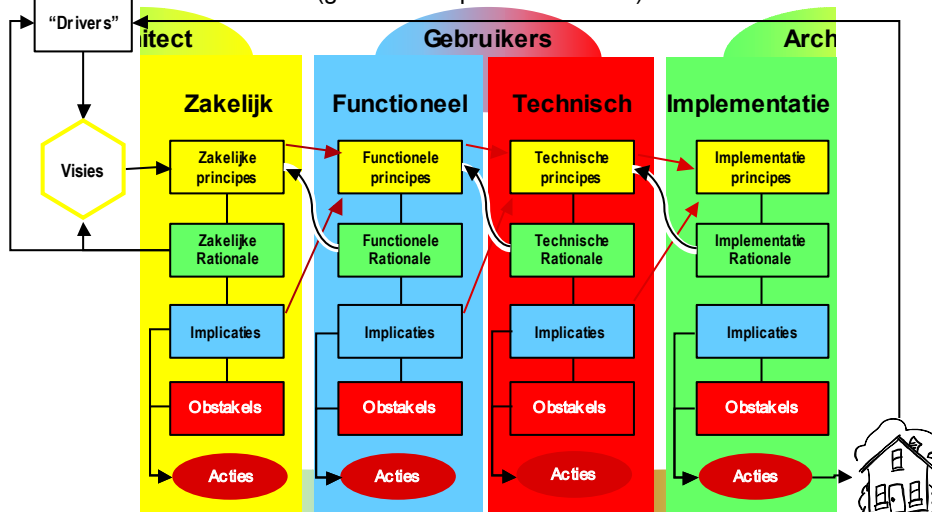 "Drivers"
itect
Gebruikers
Arch
Zakelijk
Functioneel
Technisch
Implementatie
Visies
Zakelijke
principes
Functionele
principes
Technische
principes
Implementatie
principes
Zakelijke
Rationale
Functionele
Rationale
Technische
Rationale
Implementatie
Rationale
Implicaties
Implicaties
Implicaties
Implicaties
Obstakels
Obstakels
Obstakels
Obstakels
Acties
Acties
Acties
Acties